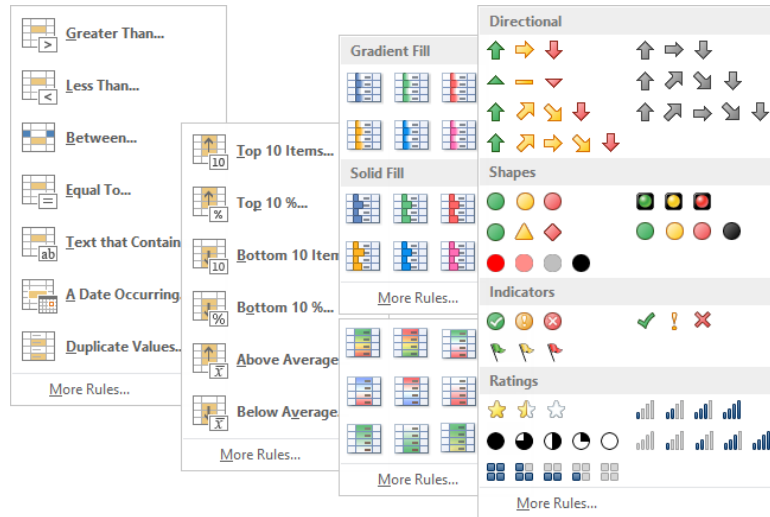 Greater Than...
Less Than...
Between...
Equal To...
Text that Contain
A Date Occurring.
Duplicate Values..
More Rules...
Top 10 Items...
Top 10 %...
Bottom 10 Item
Bottom 10 %...
Above Average
Below Average.
More Rules...
Gradient Fill
Solid Fill
More Rules...
More Rules...
Directional
Shapes
Indicators
Ratings
More Rules...